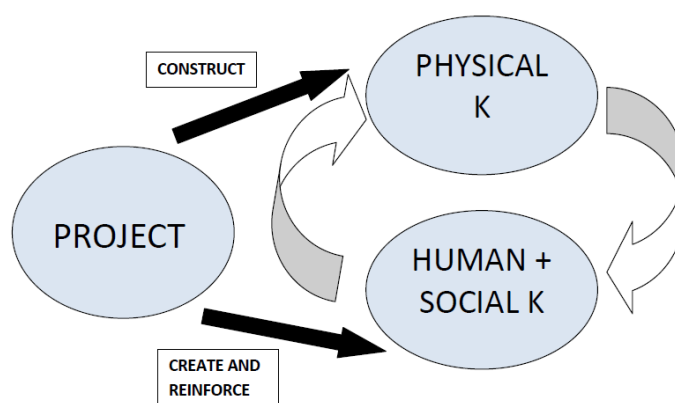 CONSTRUCT
PHYSICAL
K
PROJECT
HUMAN +
SOCIAL K
CREATE AND
REINFORCE